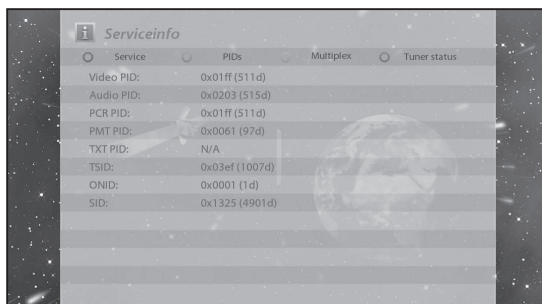 i Serviceinfo
Service PIDs Multiplex Tuner status
Video PID: 0x01ff (511d)
Audio PID: 0x0203 (515d)
PCR PID: 0x01ff (511d)
PMT PID: 0x0061 (97d)
TXT PID: N/A
TSID: 0x03ef (1007d)
ONID: 0x0001 (1d)
SID: 0x1325 (4901d)